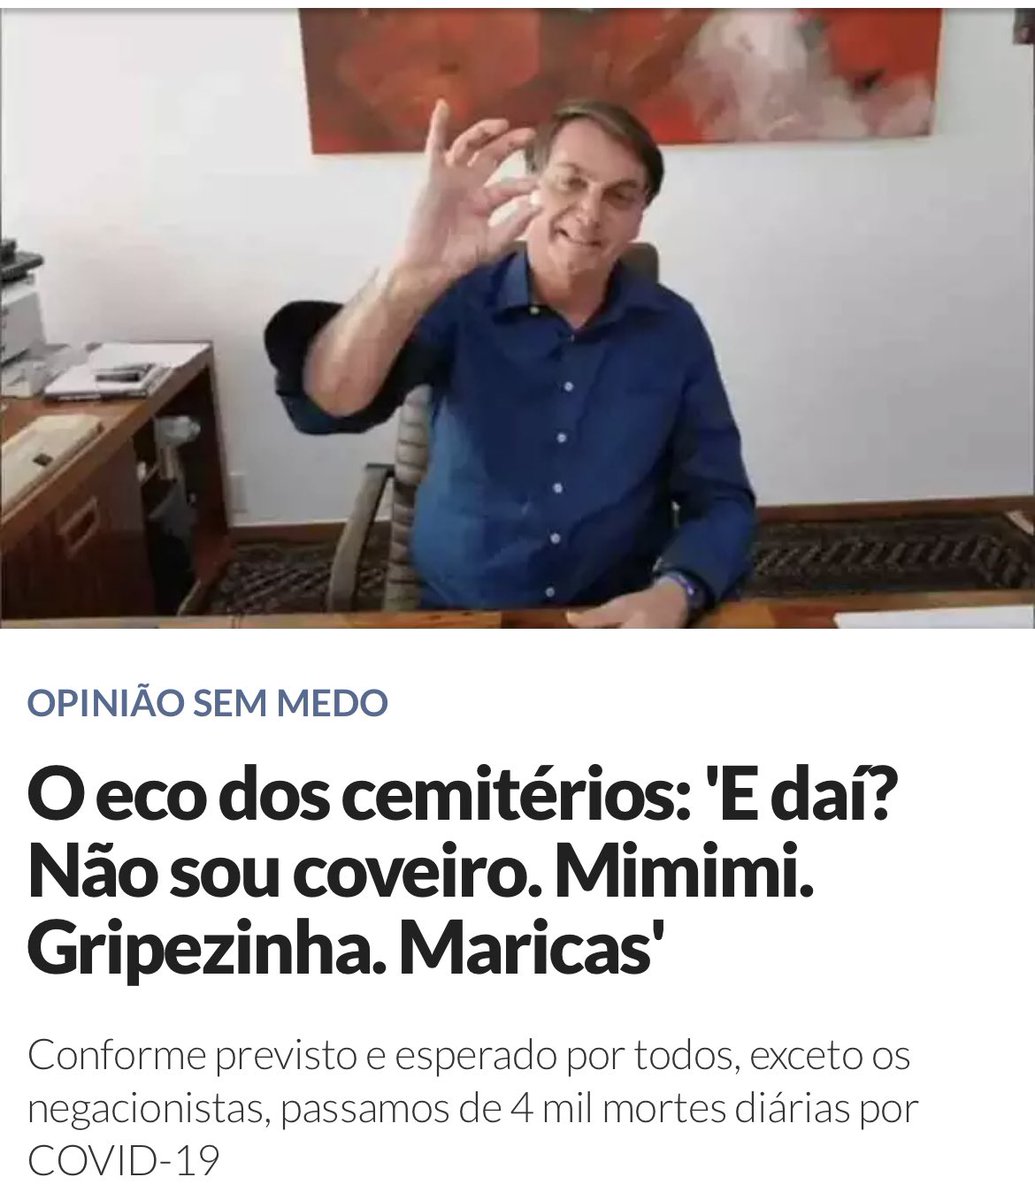 OPINIÃO SEM MEDO
O eco dos cemitérios: 'E daí?
Não sou coveiro. Mimimi.
Gripezinha. Maricas'
Conforme previsto e esperado por todos, exceto os
negacionistas, passamos de 4 mil mortes diárias por
COVID-19